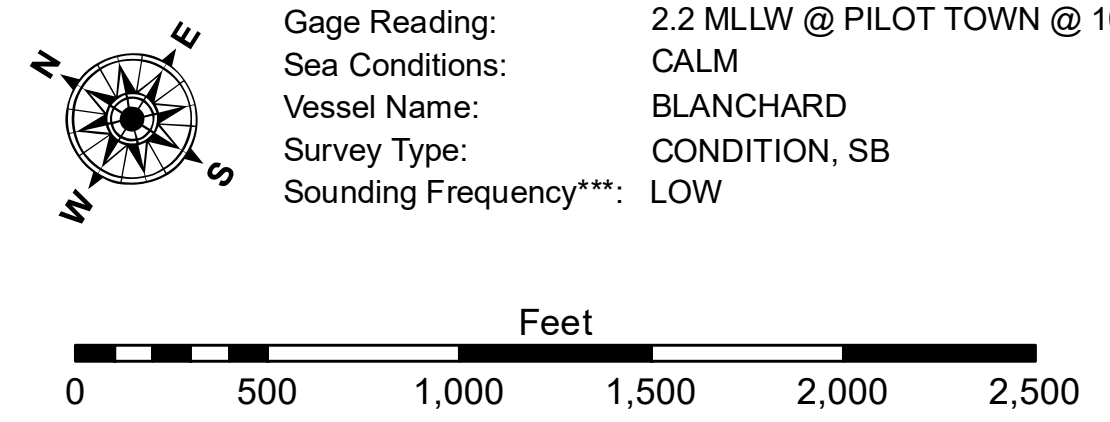 N
E
S
W
Gage Reading: 2.2 MLLW @ PILOT TOWN @
Sea Conditions: CALM
Vessel Name: BLANCHARD
Survey Type: CONDITION, SB
Sounding Frequency***: LOW
Feet
0 500 1,000 1,500 2,000 2,500